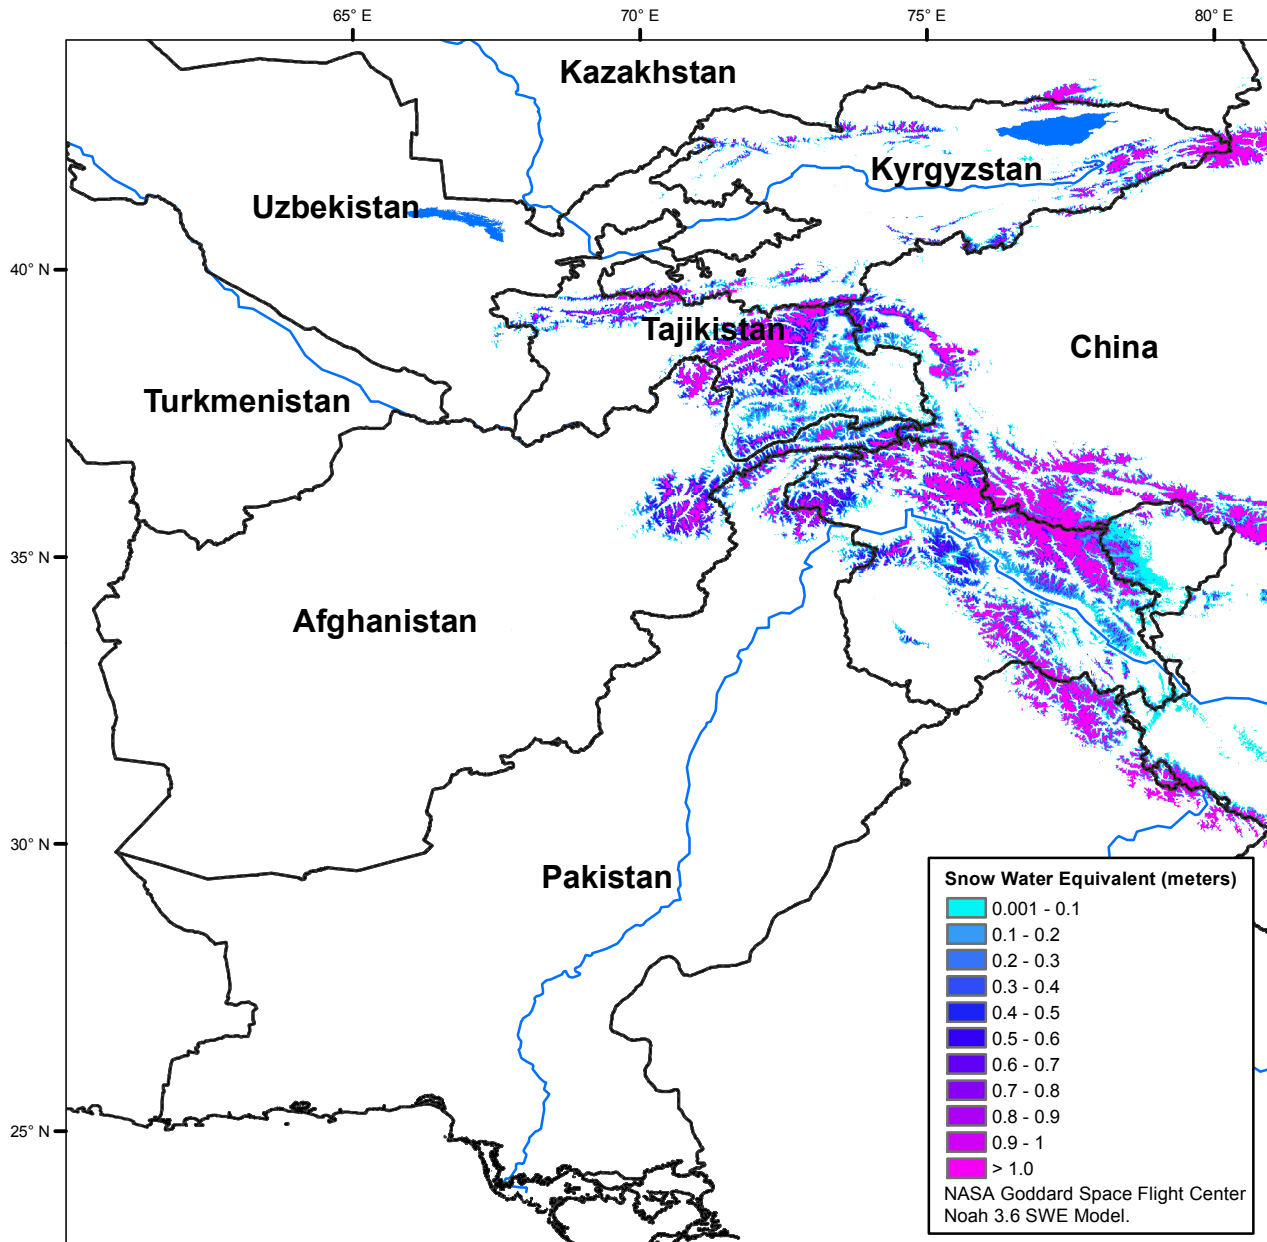 65° E
70° E
75° E
80° E
Kazakhstan
Kyrgyzstan
Uzbekistan
40° N
Tajikistan
China
Turkmenistan
35° N
Afghanistan
30° N
Pakistan
25° N
Snow Water Equivalent (meters)
0.001 - 0.1
0.1 - 0.2
0.2 - 0.3
0.3 - 0.4
0.4 - 0.5
0.5 - 0.6
0.6 - 0.7
0.7 - 0.8
0.8 - 0.9
0.9 - 1
> 1.0
NASA Goddard Space Flight Center
Noah 3.6 SWE Model.